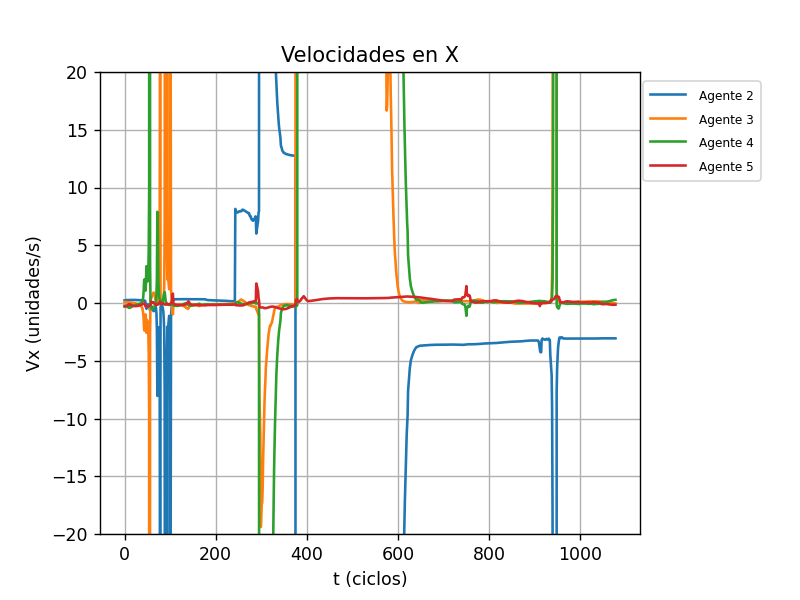 Velocidades en X
Vx (unidades/s)
20
15
10
5
0
−5
−10
−15
−20
0 200 400 600 800 1000
t (ciclos)
Agente 2
Agente 3
Agente 4
Agente 5